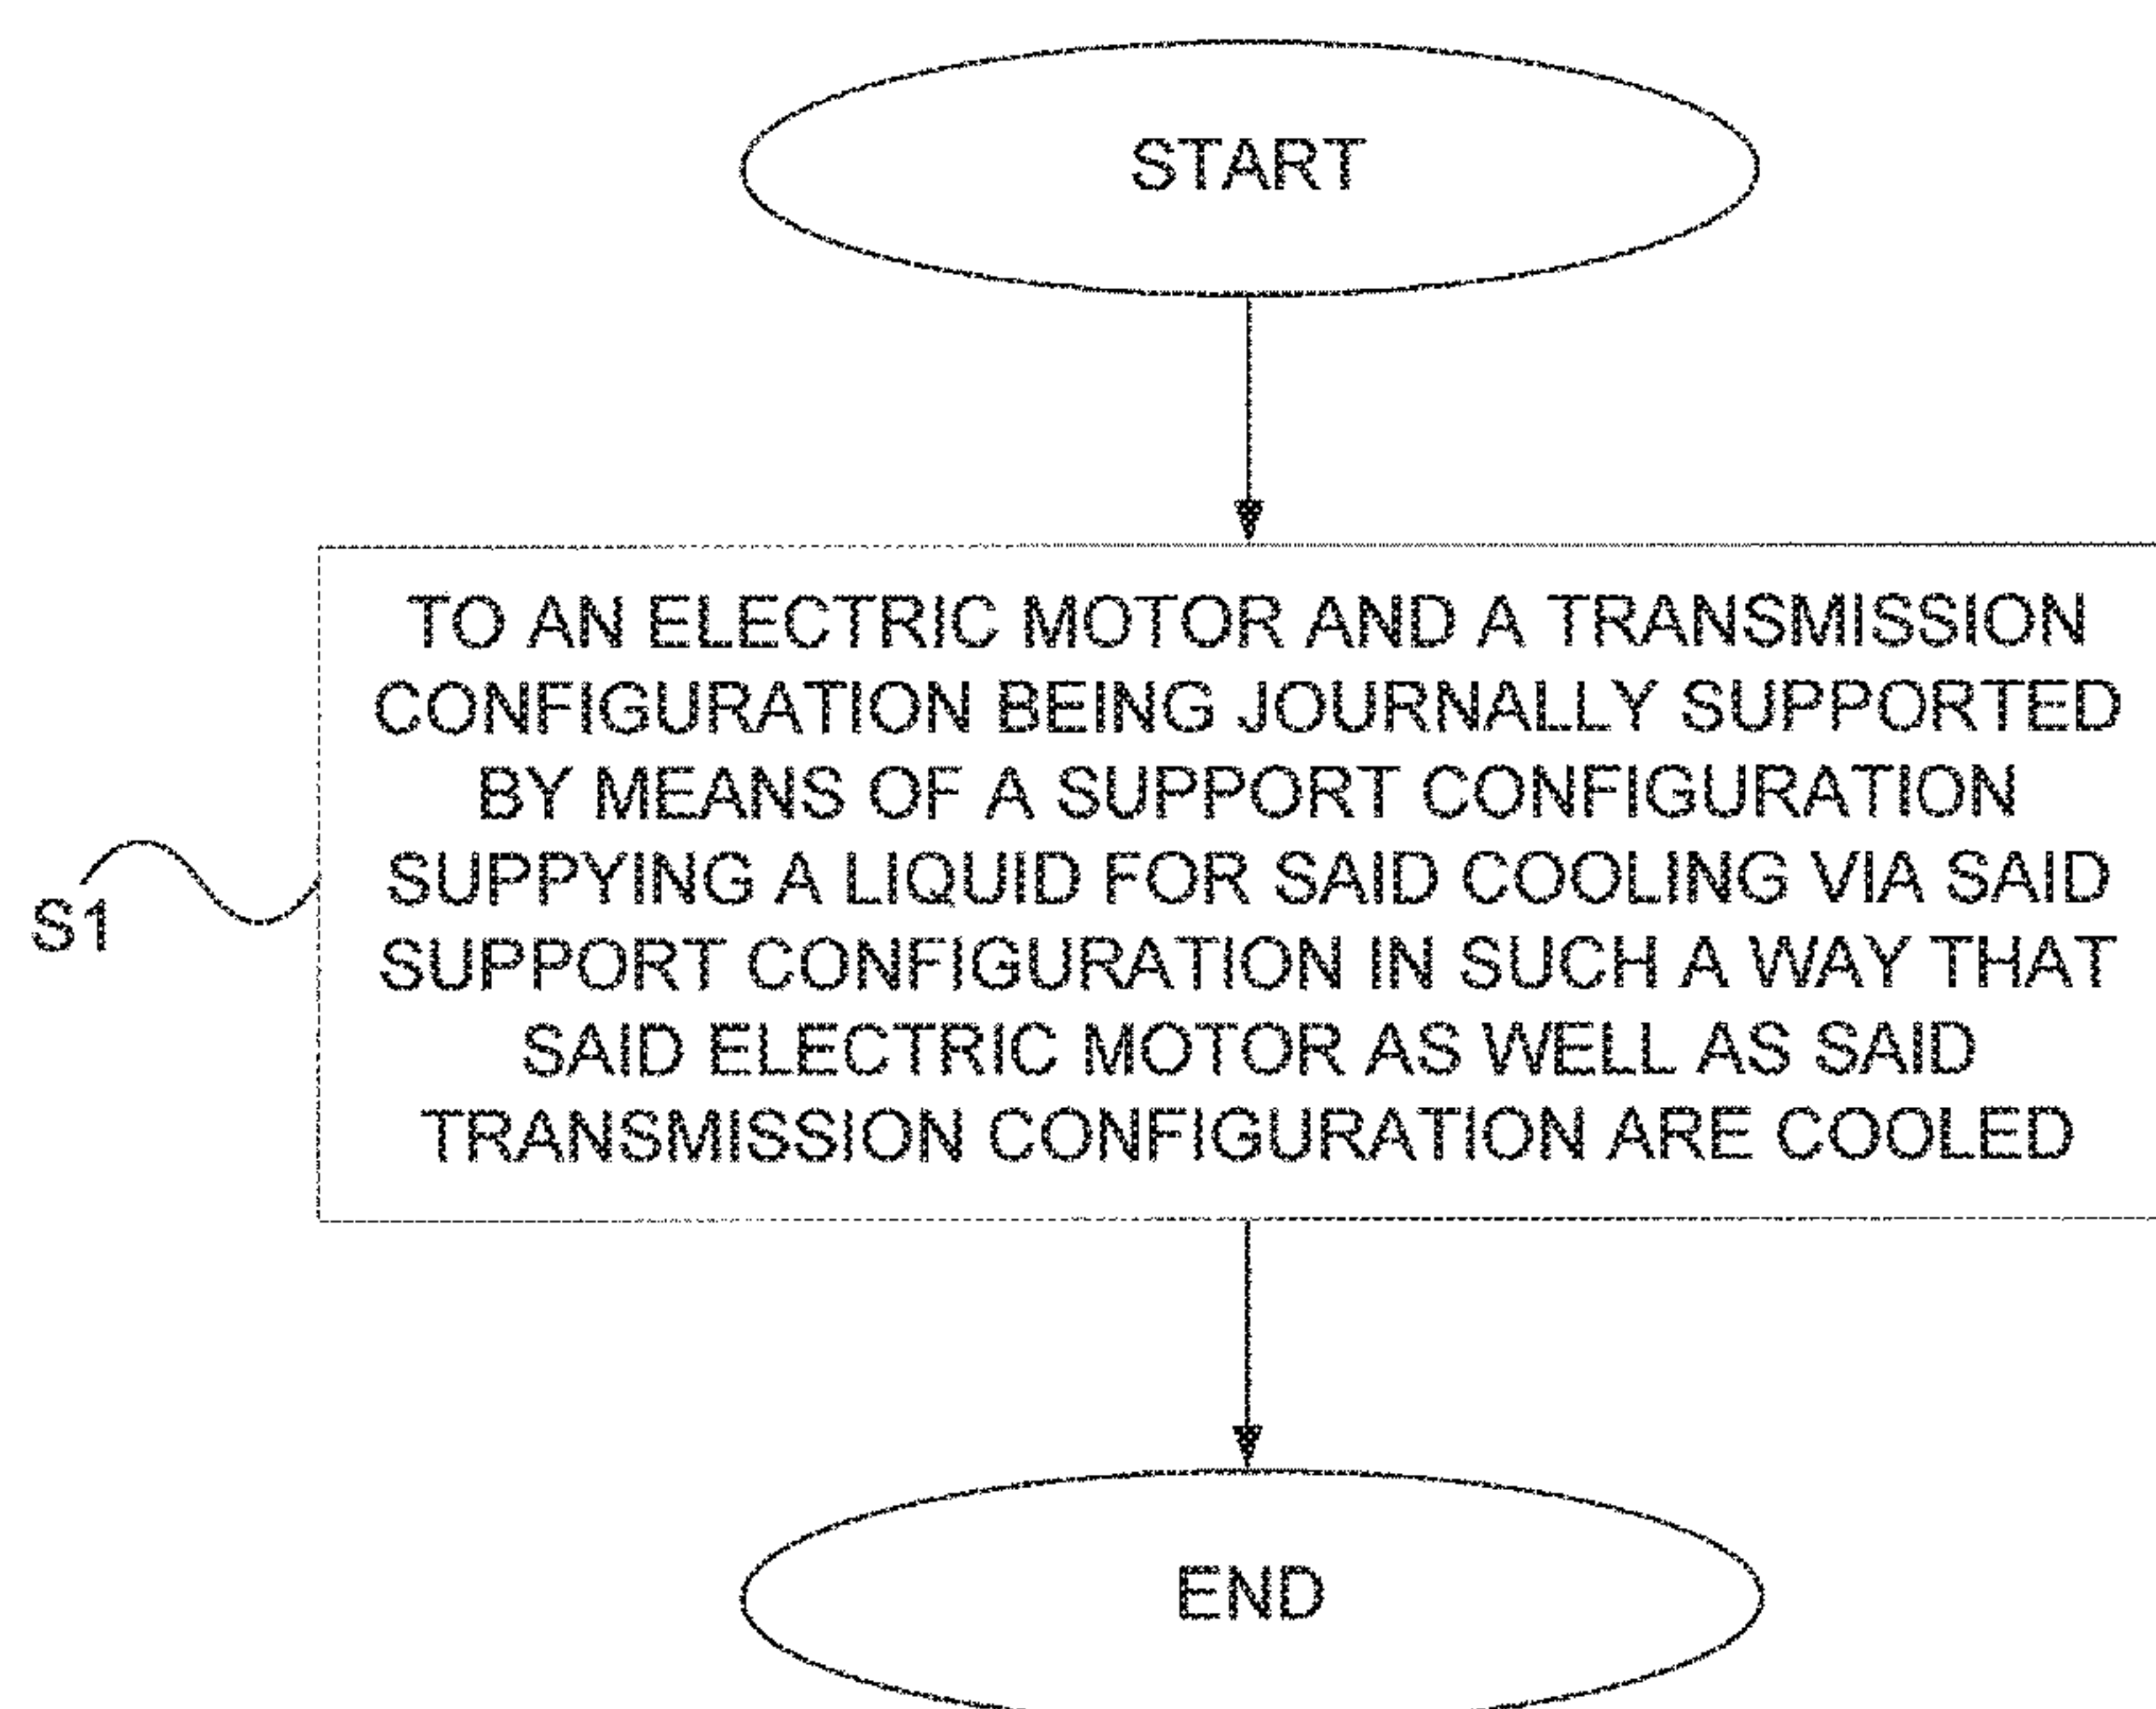 START
TO AN ELECTRIC MOTOR AND A TRANSMISSION
CONFIGURATION BEING JOURNALLY SUPPORTED
BY MEANS OF A SUPPORT CONFIGURATION
SUPPYING A LIQUID FOR SAID COOLING VIA SAID
SUPPORT CONFIGURATION IN SUCH A WAY THAT
SAID ELECTRIC MOTOR AS WELL AS SAID
TRANSMISSION CONFIGURATION ARE COOLED
S1
END